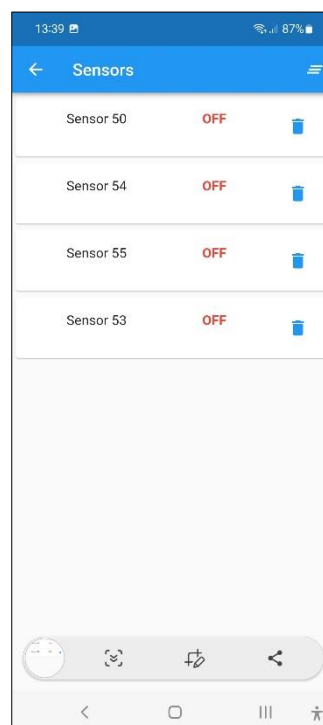 13:39 87%
Sensors
Sensor 50 OFF
Sensor 54 OFF
Sensor 55 OFF
Sensor 53 OFF